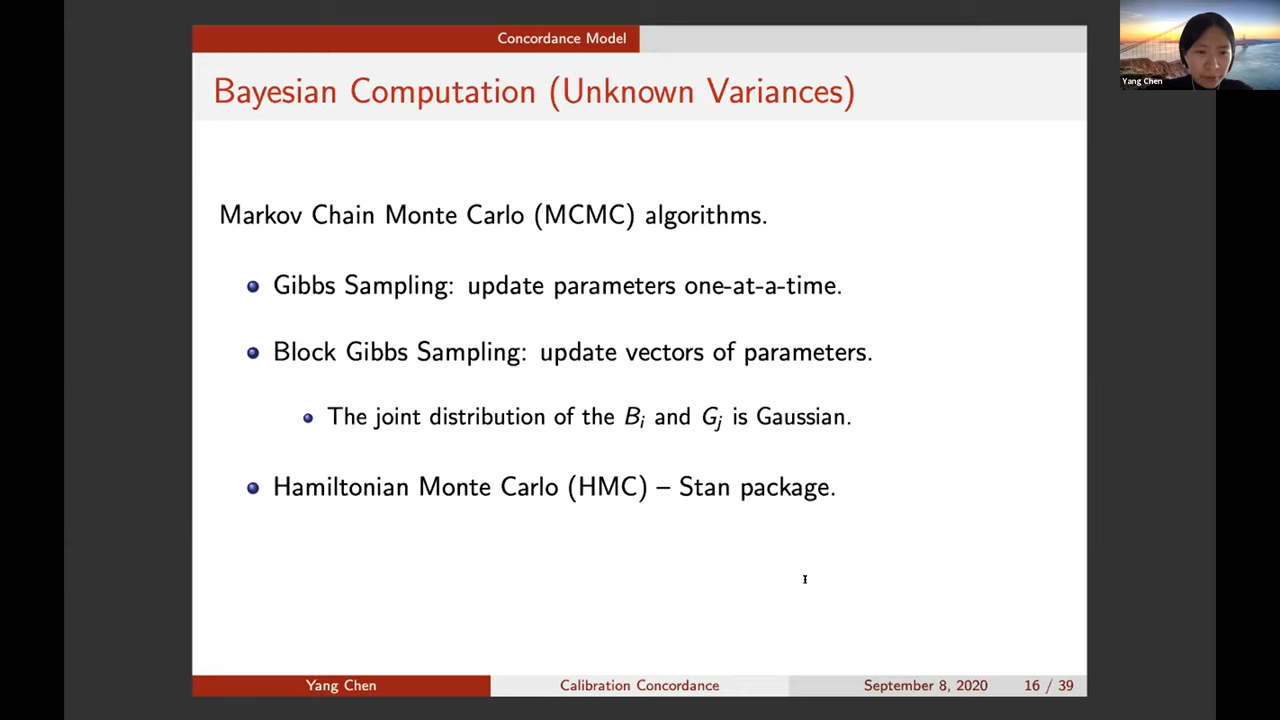 Concordance Model
Bayesian Computation (Unknown Variances)
Yang Chen
Markov Chain Monte Carlo (MCMC) algorithms.
Gibbs Sampling: update parameters one-at-a-time.
Block Gibbs Sampling: update vectors of parameters.
The joint distribution of the B_i and G_j is Gaussian.
Hamiltonian Monte Carlo (HMC) – Stan package.
Yang Chen Calibration Concordance September 8, 2020 16 / 39